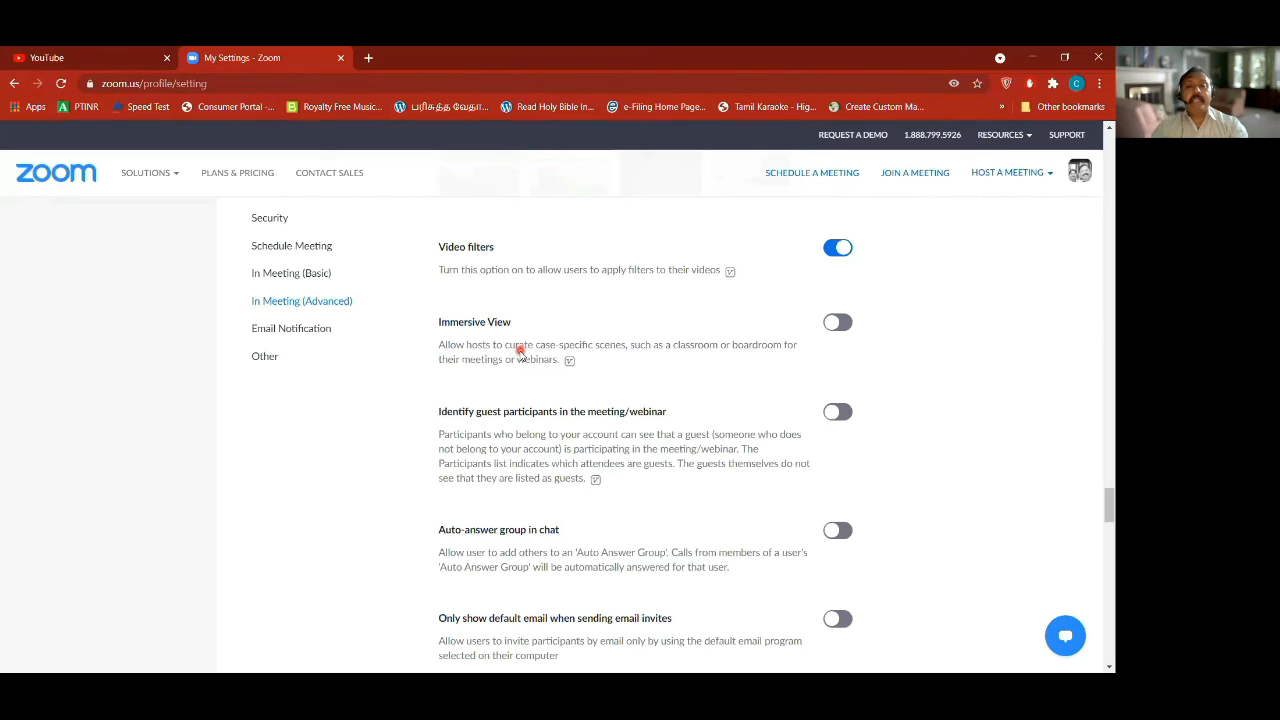 YouTube
My Settings - Zoom
zoom.us/profile/setting
Apps
PTINR
Speed Test
Consumer Portal -...
Royalty Free Music...
பரிசுத்த வேதா...
Read Holy Bible In...
e-Filing Home Page...
Tamil Karaoke - Hig...
Create Custom Ma...
»
Other bookmarks
REQUEST A DEMO 1.888.799.5926 RESOURCES SUPPORT
zoom
SOLUTIONS PLANS & PRICING CONTACT SALES SCHEDULE A MEETING JOIN A MEETING HOST A MEETING
Security
Schedule Meeting
In Meeting (Basic)
In Meeting (Advanced)
Email Notification
Other
Video filters
Turn this option on to allow users to apply filters to their videos
Immersive View
Allow hosts to curate case-specific scenes, such as a classroom or boardroom for
their meetings or webinars.
Identify guest participants in the meeting/webinar
Participants who belong to your account can see that a guest (someone who does
not belong to your account) is participating in the meeting/webinar. The
Participants list indicates which attendees are guests. The guests themselves do not
see that they are listed as guests.
Auto-answer group in chat
Allow user to add others to an 'Auto Answer Group'. Calls from members of a user's
'Auto Answer Group' will be automatically answered for that user.
Only show default email when sending email invites
Allow users to invite participants by email only by using the default email program
selected on their computer